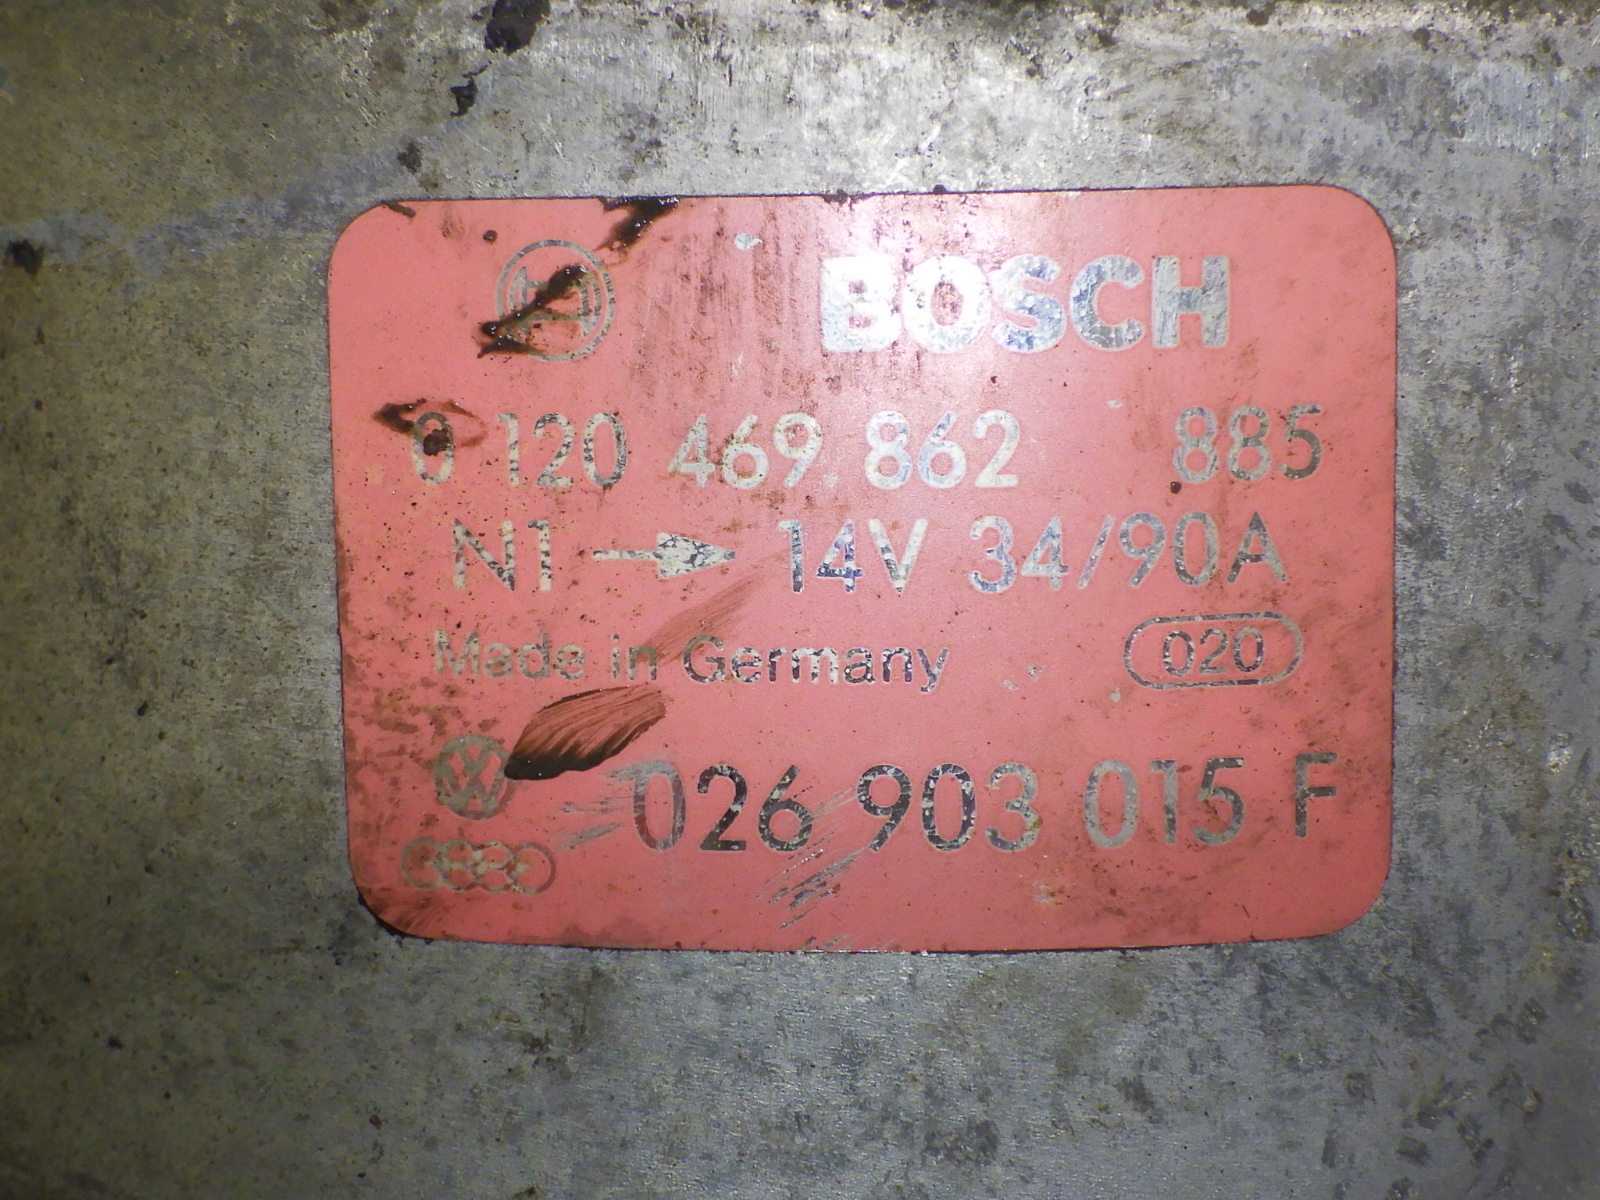 BOSCH
0 120 469 862 885
N1 → 14V 34/90A
Made in Germany 020
026 903 015 F